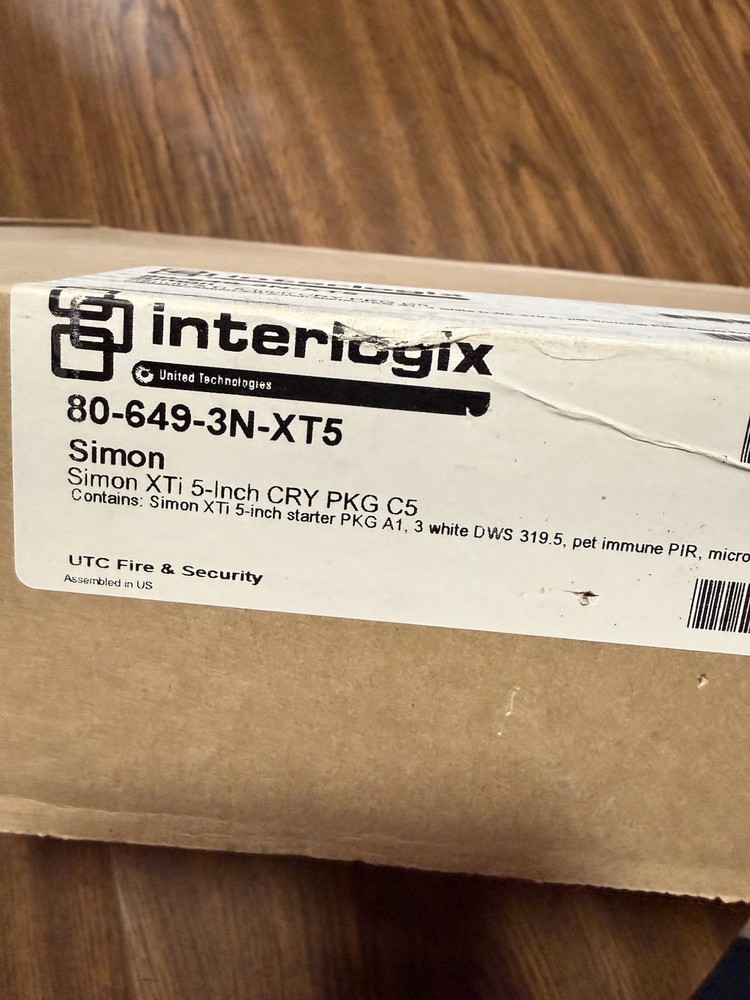 interlogix
United Technologies
80-649-3N-XT5
Simon
Simon XTi 5-Inch CRY PKG C5
Contains: Simon XTi 5-inch starter PKG A1, 3 white DWS 319.5, pet immune PIR, micro
UTC Fire & Security
Assembled in US